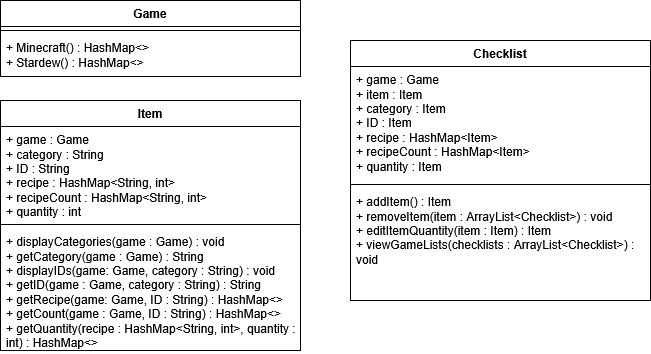 Game
+ Minecraft() : HashMap<>
+ Stardew() : HashMap<>
Item
+ game : Game
+ category : String
+ ID : String
+ recipe : HashMap<String, int>
+ recipeCount : HashMap<String, int>
+ quantity : int
+ displayCategories(game : Game) : void
+ getCategory(game : Game) : String
+ displayIDs(game: Game, category : String) : void
+ getID(game : Game, category : String) : String
+ getRecipe(game: Game, ID : String) : HashMap<>
+ getCount(game : Game, ID : String) : HashMap<>
+ getQuantity(recipe : HashMap<String, int>, quantity :
int) : HashMap<>
Checklist
+ game : Game
+ item : Item
+ category : Item
+ ID : Item
+ recipe : HashMap<Item>
+ recipeCount : HashMap<Item>
+ quantity : Item
+ addItem() : Item
+ removeItem(item : ArrayList<Checklist>) : void
+ editItemQuantity(item : Item) : Item
+ viewGameLists(checklists : ArrayList<Checklist>) :
void